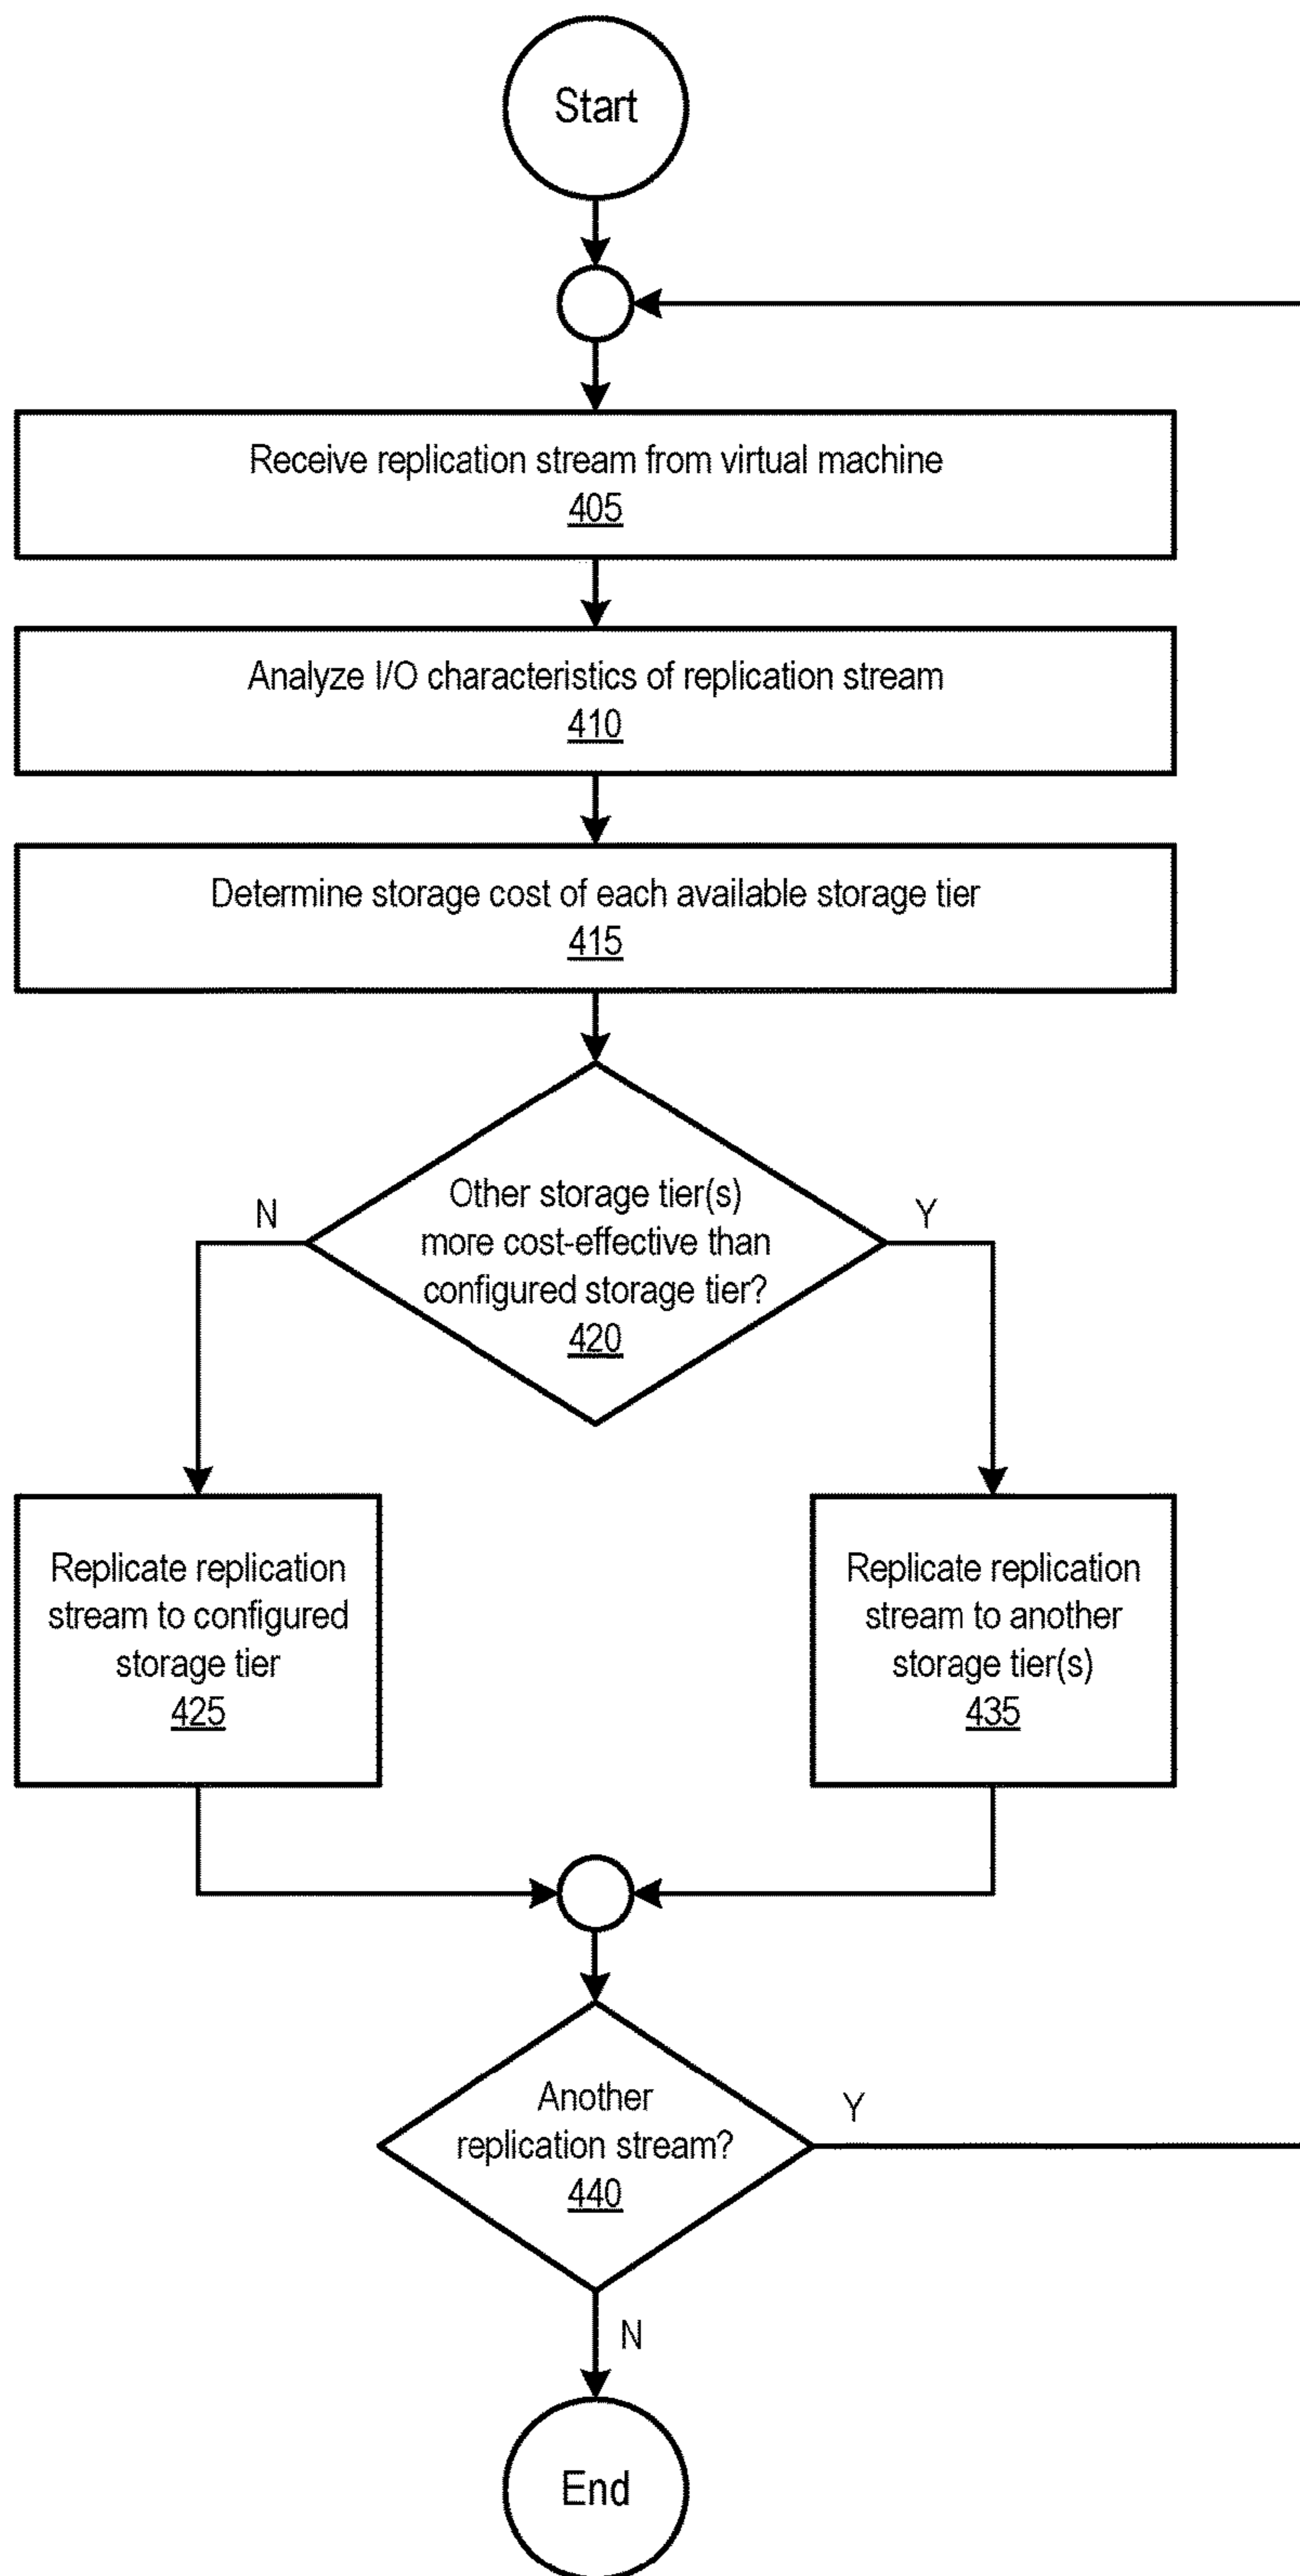 Start
Receive replication stream from virtual machine
405
Analyze I/O characteristics of replication stream
410
Determine storage cost of each available storage tier
415
N
Y
Other storage tier(s)
more cost-effective than
configured storage tier?
420
Replicate replication
stream to configured
storage tier
425
Replicate replication
stream to another
storage tier(s)
435
Another
replication stream?
440
Y
N
End